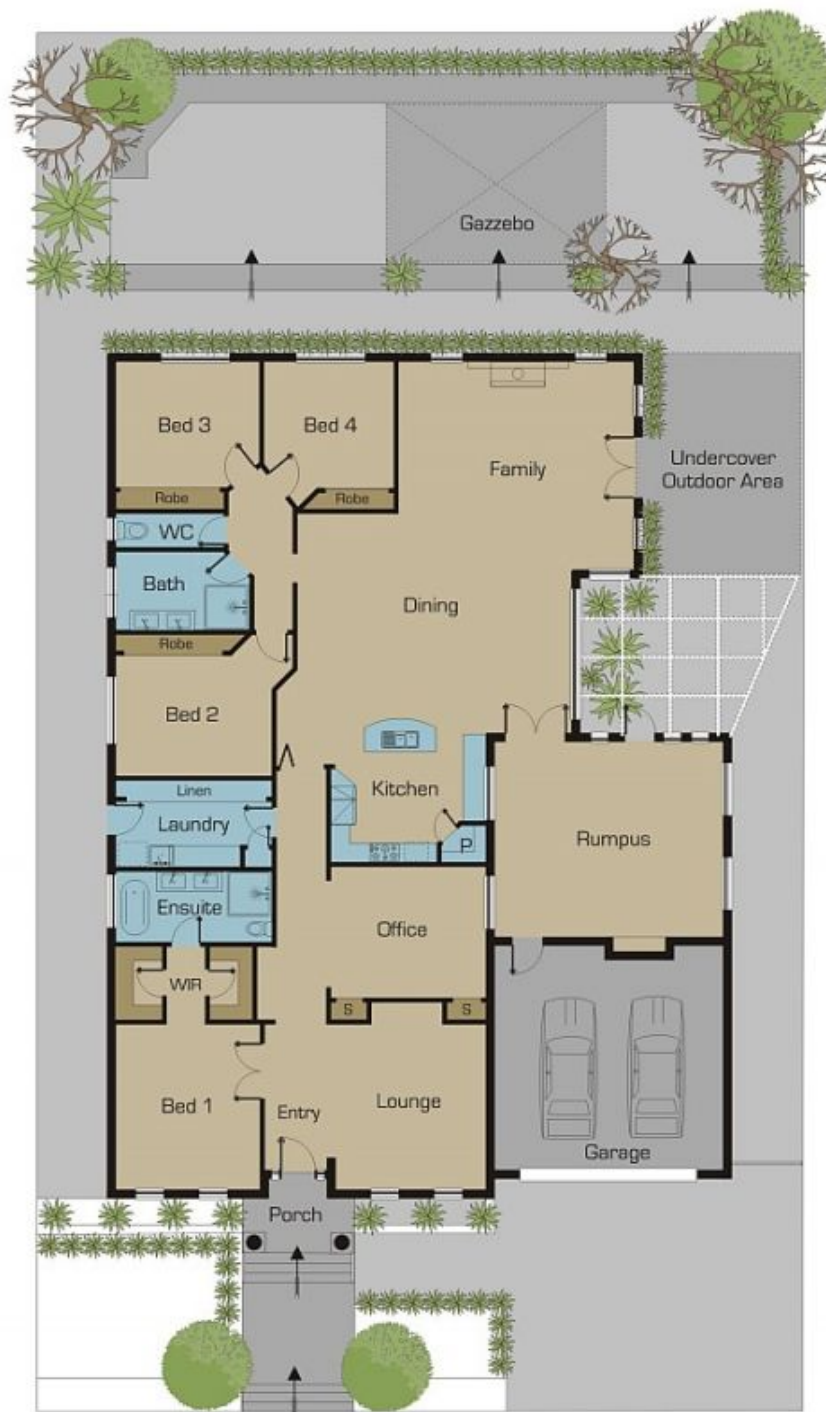 Gazzebo
Bed 3
Bed 4
Family
Undercover
Outdoor Area
Robe
Robe
WC
Bath
Dining
Robe
Bed 2
Kitchen
Linen
Laundry
P
Rumpus
Ensuite
Office
WIR
S
S
Bed 1
Entry
Lounge
Garage
Porch